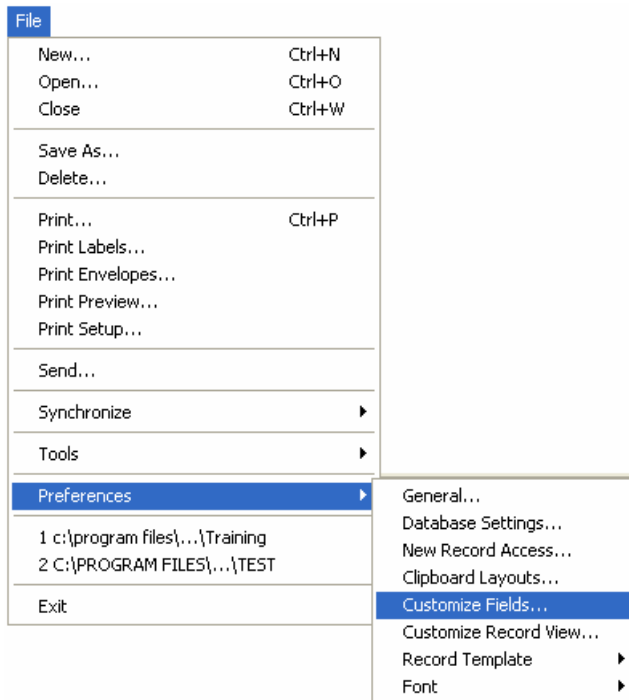 File
New... Ctrl+N
Open... Ctrl+O
Close Ctrl+W
Save As...
Delete...
Print... Ctrl+P
Print Labels...
Print Envelopes...
Print Preview...
Print Setup...
Send...
Synchronize
Tools
Preferences
1 c:\program files\...\Training
2 C:\PROGRAM FILES\...\TEST
Exit
General...
Database Settings...
New Record Access...
Clipboard Layouts...
Customize Fields...
Customize Record View...
Record Template
Font